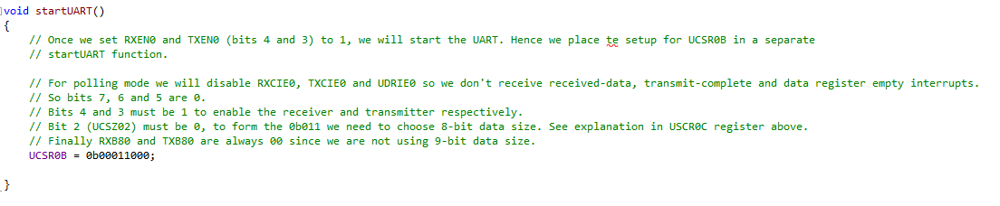 void startUART()
{
// Once we set RXEN0 and TXEN0 (bits 4 and 3) to 1, we will start the UART. Hence we place te setup for UCSR0B in a separate
// startUART function.
// For polling mode we will disable RXCIE0, TXCIE0 and UDRIE0 so we don't receive received-data, transmit-complete and data register empty interrupts.
// So bits 7, 6 and 5 are 0.
// Bits 4 and 3 must be 1 to enable the receiver and transmitter respectively.
// Bit 2 (UCSZ02) must be 0, to form the 0b011 we need to choose 8-bit data size. See explanation in USCR0C register above.
// Finally RXB80 and TXB80 are always 00 since we are not using 9-bit data size.
UCSR0B = 0b00011000;
}